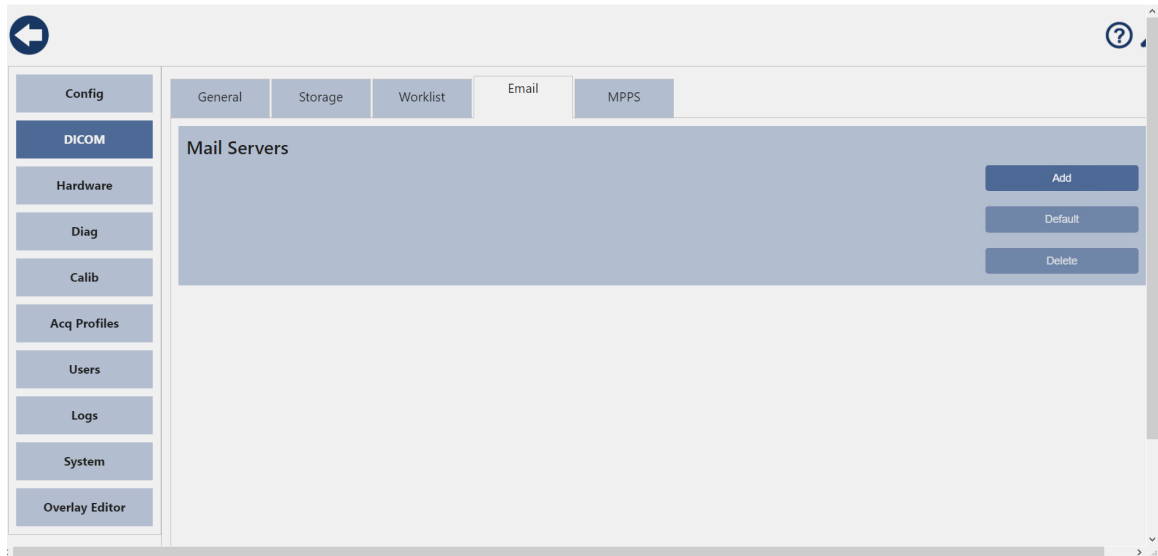 ?
Config
DICOM
Hardware
Diag
Calib
Acq Profiles
Users
Logs
System
Overlay Editor
General Storage Worklist Email MPPS
Mail Servers
Add
Default
Delete